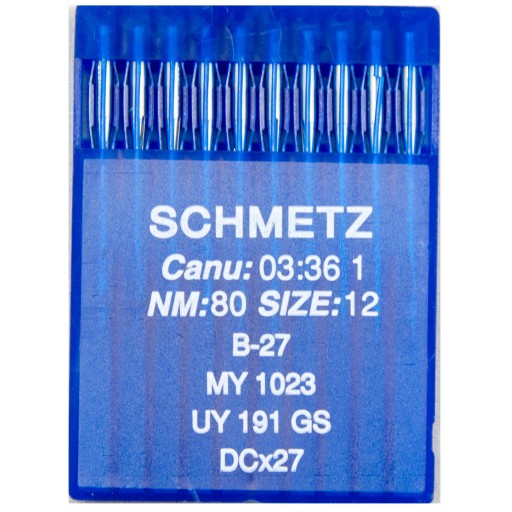 SCHMETZ
Canu: 03:36 1
NM:80 SIZE:12
B-27
MY 1023
UY 191 GS
DCx27